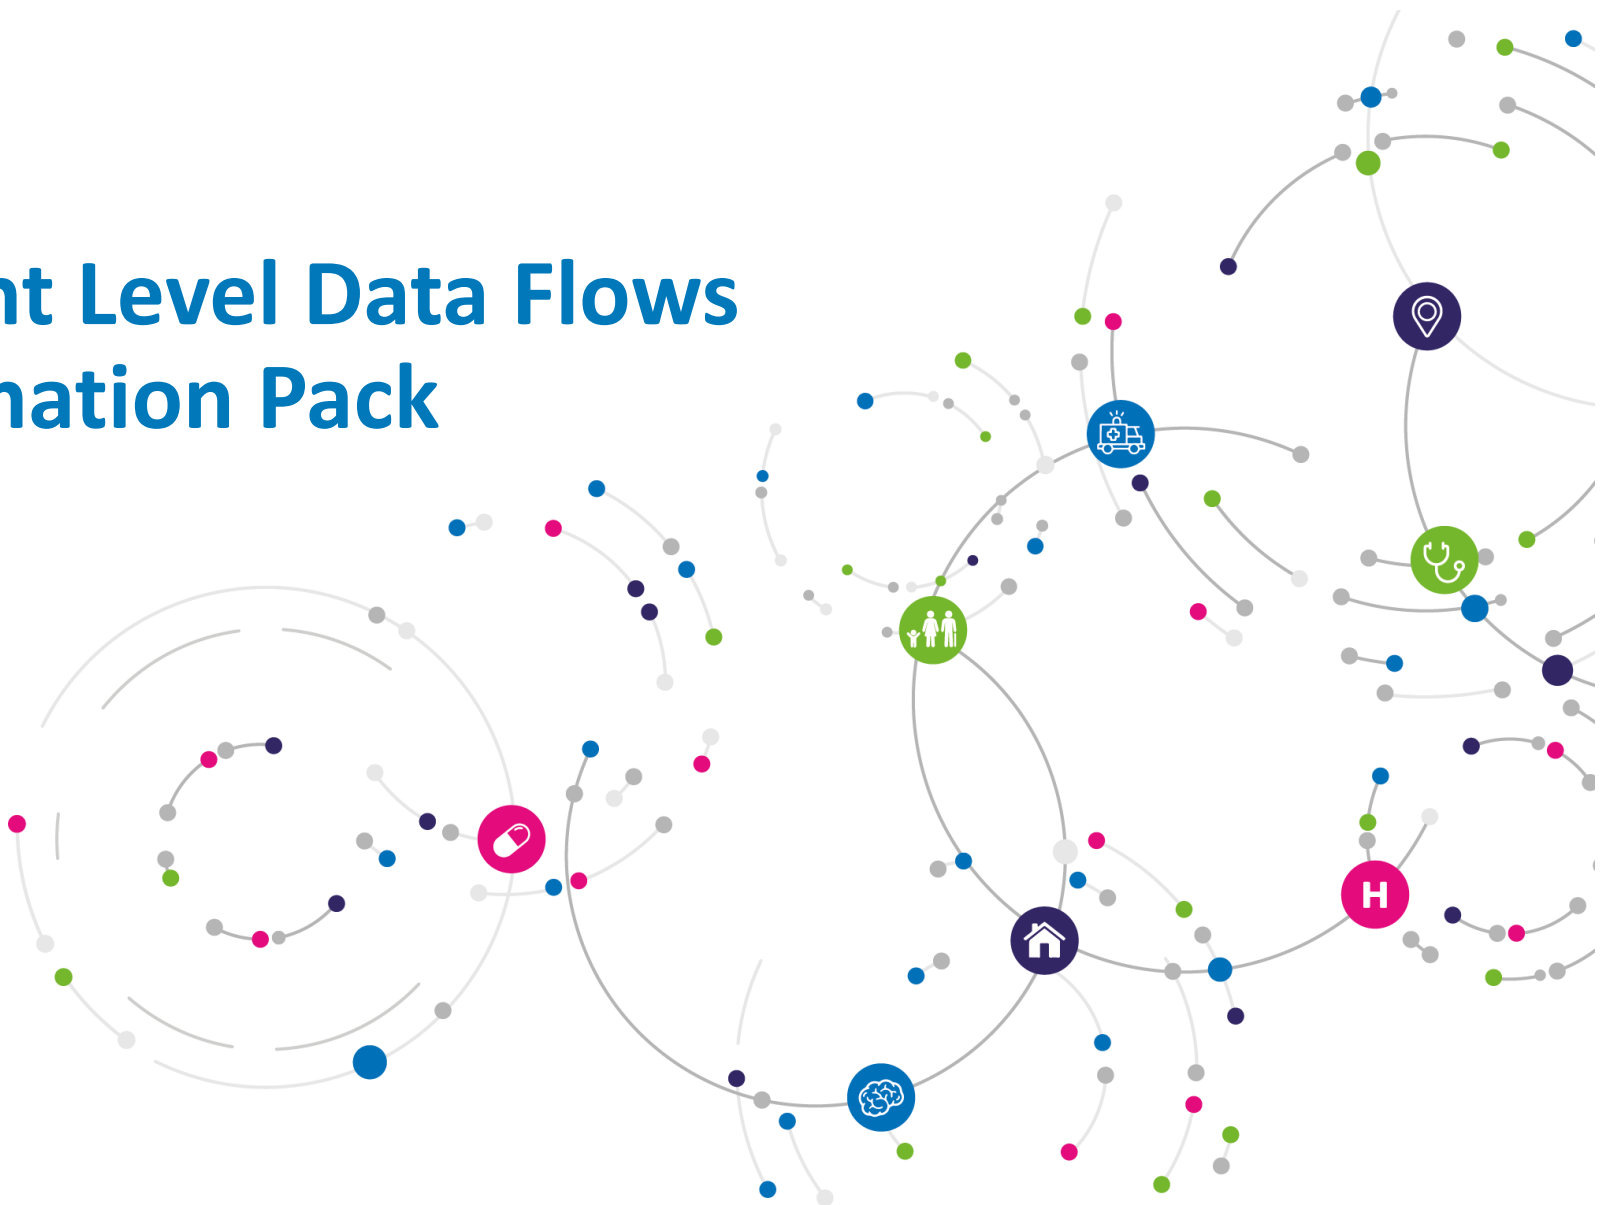 nt Level Data Flows
nation Pack
H